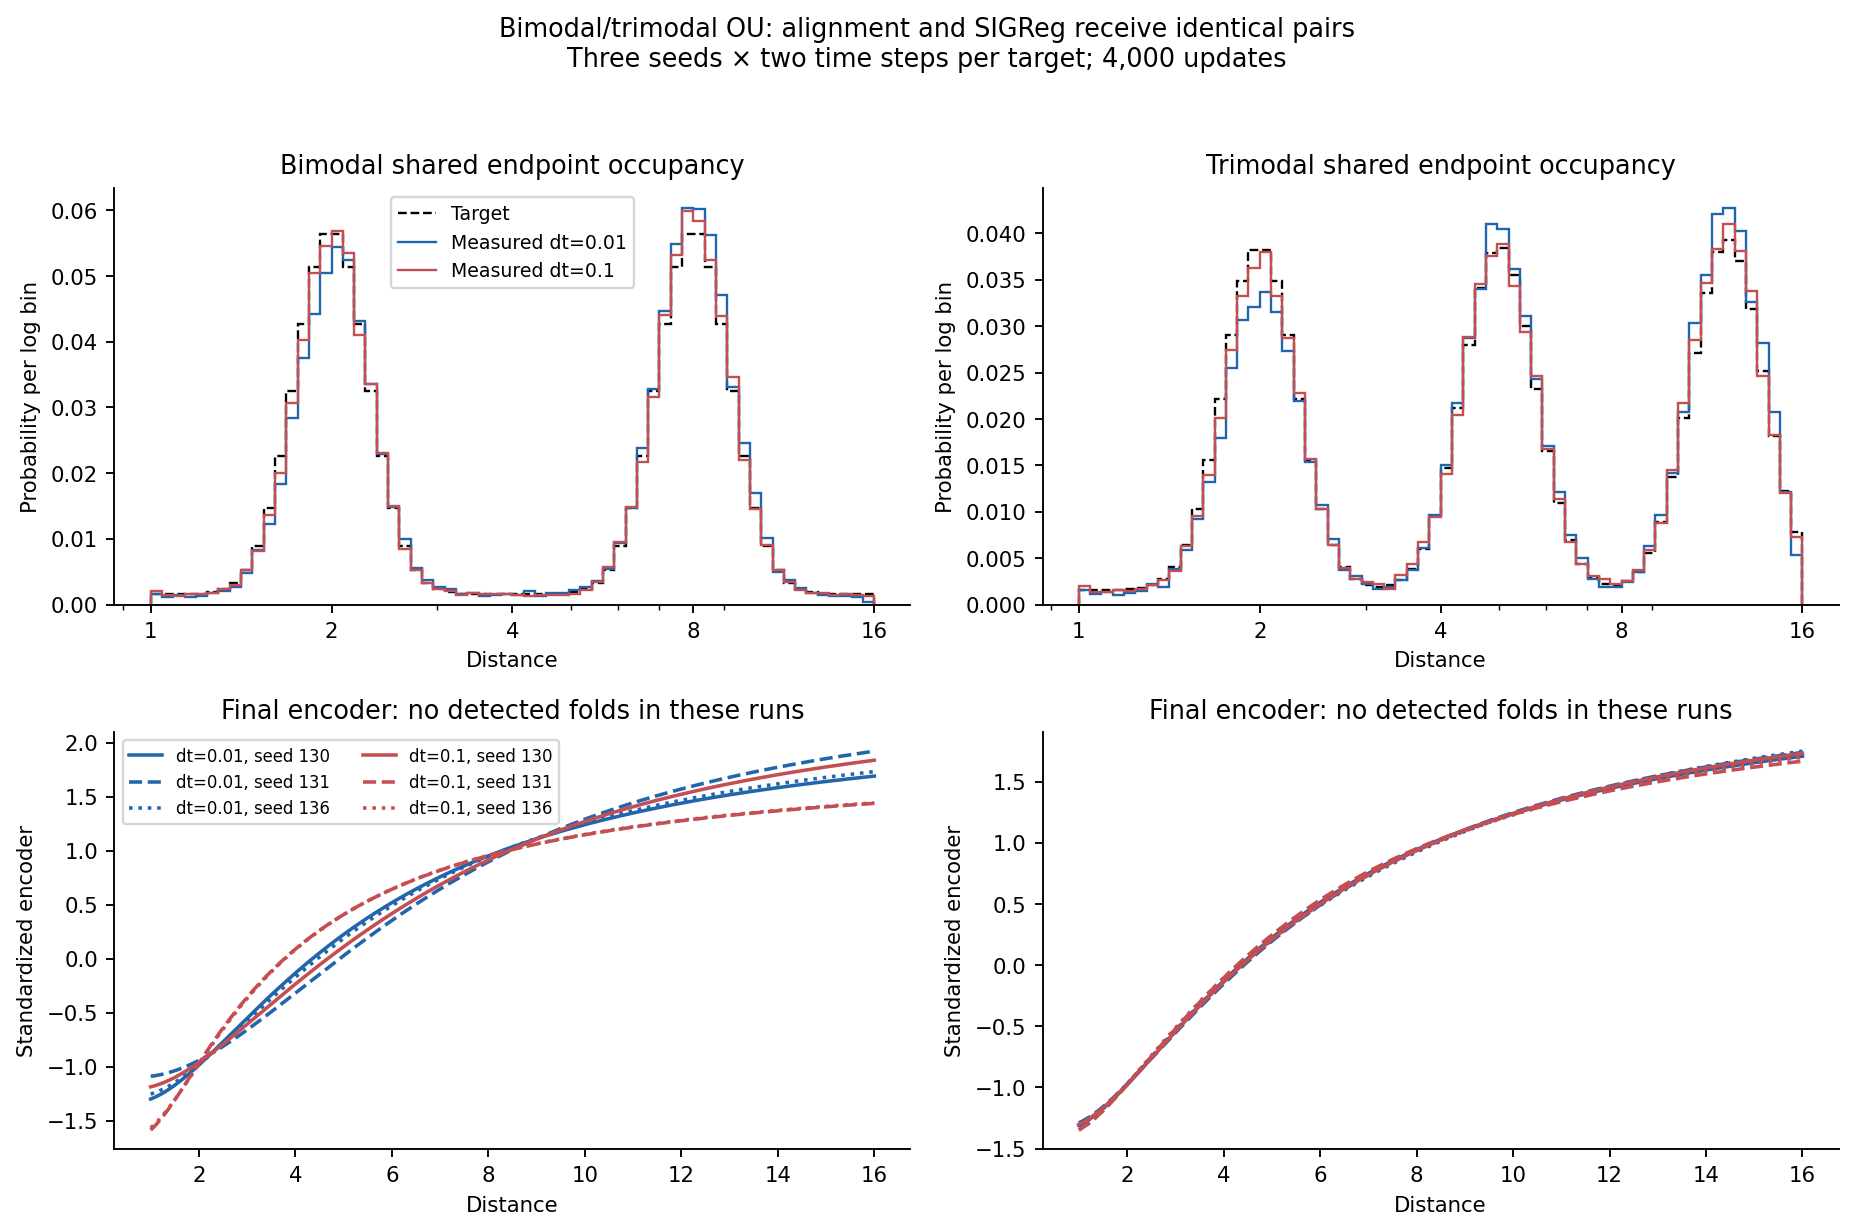 Bimodal/trimodal OU: alignment and SIGReg receive identical pairs
Three seeds × two time steps per target; 4,000 updates
Bimodal shared endpoint occupancy
Probability per log bin
0.06
0.05
0.04
0.03
0.02
0.01
0.00
Target
Measured dt=0.01
Measured dt=0.1
1 2 4 8 16
Distance
Trimodal shared endpoint occupancy
Probability per log bin
0.040
0.035
0.030
0.025
0.020
0.015
0.010
0.005
0.000
1 2 4 8 16
Distance
Final encoder: no detected folds in these runs
Standardized encoder
2.0
1.5
1.0
0.5
0.0
−0.5
−1.0
−1.5
dt=0.01, seed 130
dt=0.01, seed 131
dt=0.01, seed 136
dt=0.1, seed 130
dt=0.1, seed 131
dt=0.1, seed 136
2 4 6 8 10 12 14 16
Distance
Final encoder: no detected folds in these runs
Standardized encoder
1.5
1.0
0.5
0.0
−0.5
−1.0
−1.5
2 4 6 8 10 12 14 16
Distance